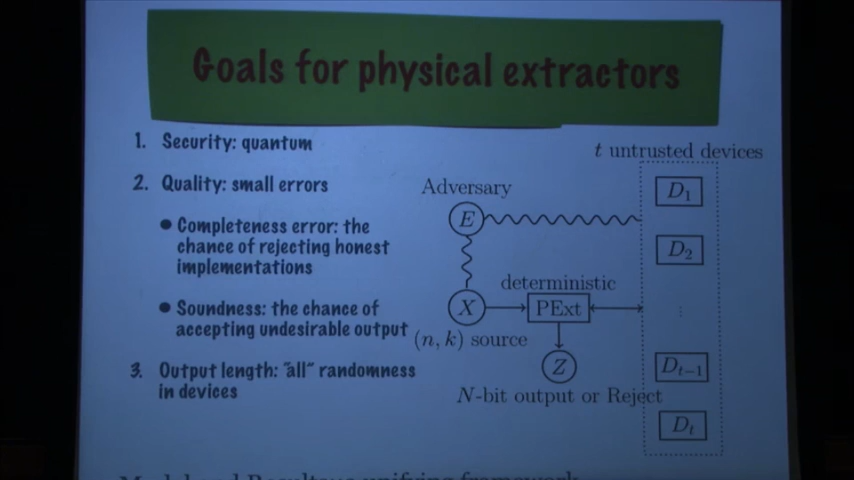 Goals for physical extractors
1. Security: quantum
2. Quality: small errors
● Completeness error: the
chance of rejecting honest
implementations
● Soundness: the chance of
accepting undesirable output
3. Output length: "all" randomness
in devices
t untrusted devices
Adversary
E
D₁
D₂
deterministic
X
PExt
⋮
(n, k) source
Z
Dₜ₋₁
N-bit output or Reject
Dₜ
unifying framework